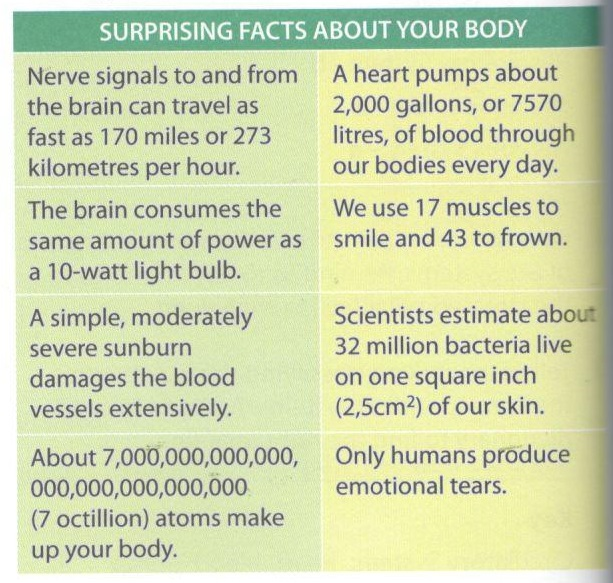 SURPRISING FACTS ABOUT YOUR BODY
Nerve signals to and from
the brain can travel as
fast as 170 miles or 273
kilometres per hour.
A heart pumps about
2,000 gallons, or 7570
litres, of blood through
our bodies every day.
The brain consumes the
same amount of power as
a 10-watt light bulb.
We use 17 muscles to
smile and 43 to frown.
A simple, moderately
severe sunburn
damages the blood
vessels extensively.
Scientists estimate about
32 million bacteria live
on one square inch
(2,5cm²) of our skin.
About 7,000,000,000,000,
000,000,000,000,000
(7 octillion) atoms make
up your body.
Only humans produce
emotional tears.